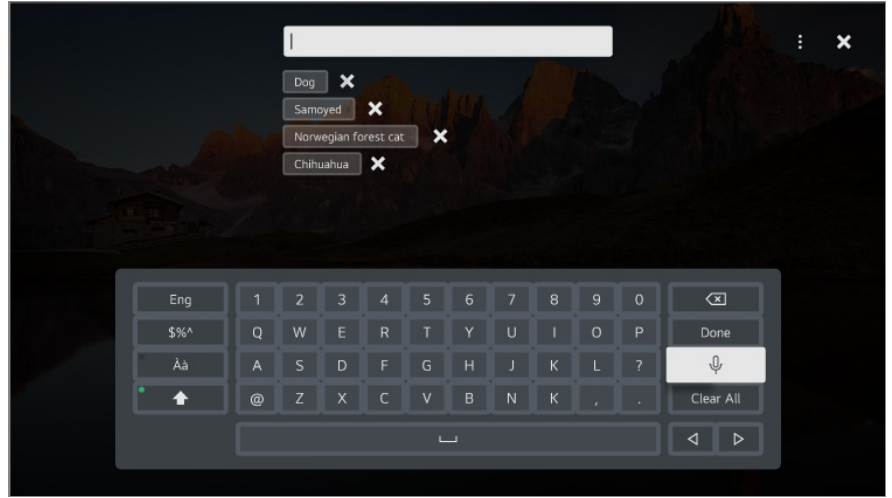 Dog
Samoyed
Norwegian forest cat
Chihuahua
Eng 1 2 3 4 5 6 7 8 9 0
$%^ Q W E R T Y U I O P Done
Àà A S D F G H J K L ?
@ Z X C V B N K , . Clear All